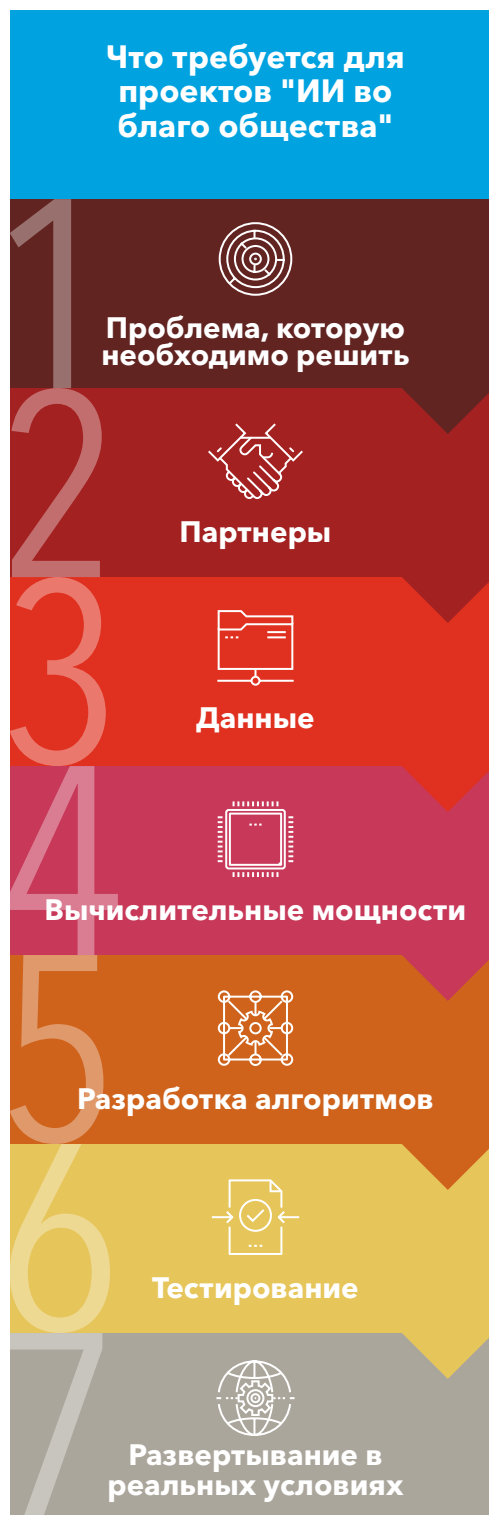 Что требуется для
проектов "ИИ во
благо общества"
1
Проблема, которую
необходимо решить
2
Партнеры
3
Данные
4
Вычислительные мощности
5
Разработка алгоритмов
6
Тестирование
7
Развертывание в
реальных условиях